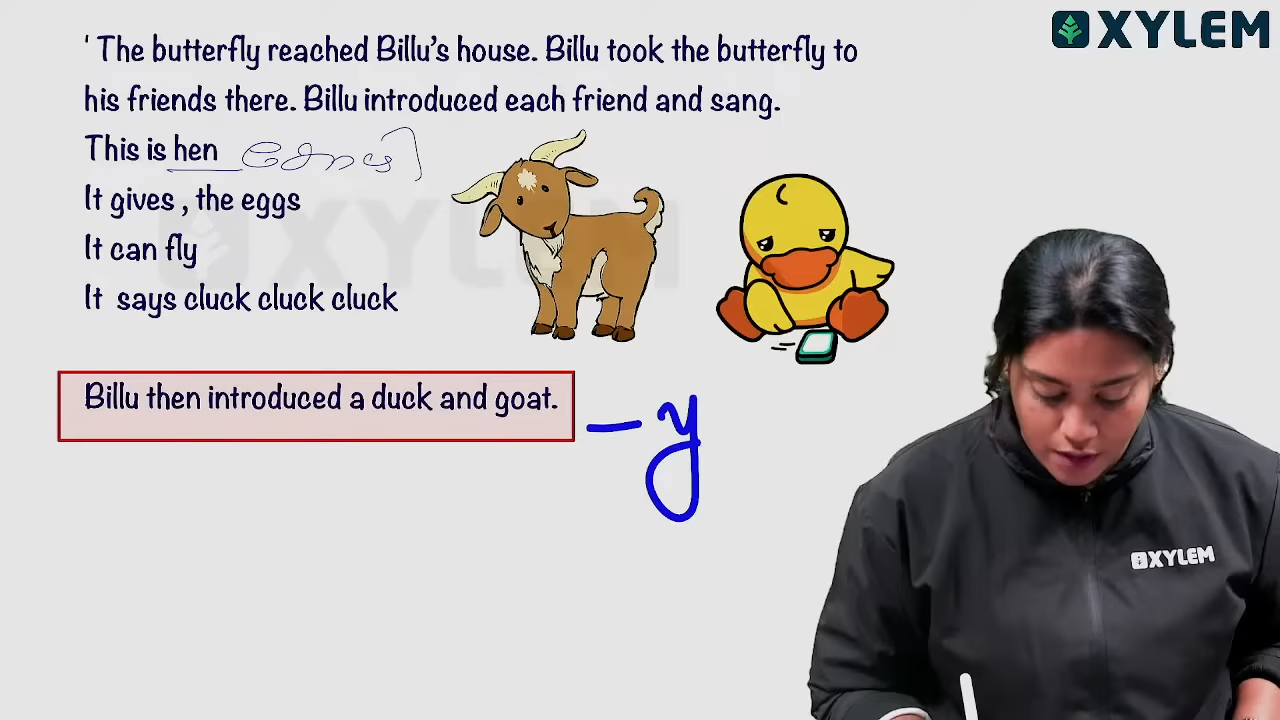 XYLEM
' The butterfly reached Billu's house. Billu took the butterfly to
his friends there. Billu introduced each friend and sang.
This is hen കോഴി
It gives , the eggs
It can fly
It says cluck cluck cluck
Billu then introduced a duck and goat.
– y
XYLEM
XYLEM